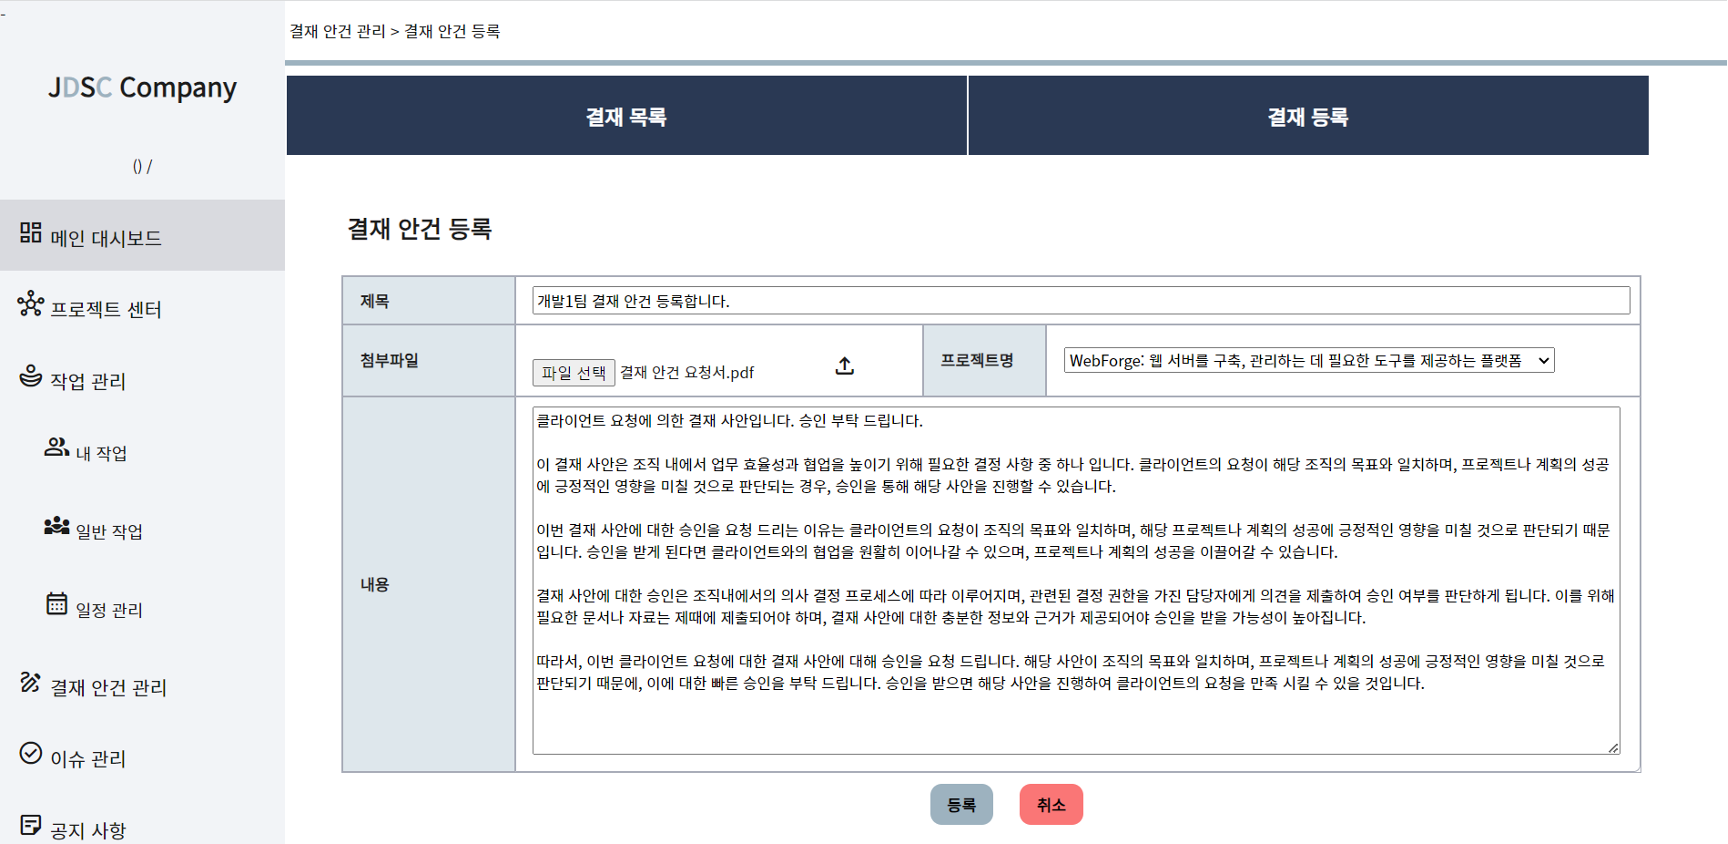 -
결재 안건 관리 > 결재 안건 등록
JDSC Company
() /
메인 대시보드
프로젝트 센터
작업 관리
내 작업
일반 작업
일정 관리
결재 안건 관리
이슈 관리
공지 사항
결재 목록
결재 등록
결재 안건 등록
제목
개발1팀 결재 안건 등록합니다.
첨부파일
파일 선택 결재 안건 요청서.pdf
프로젝트명
WebForge: 웹 서버를 구축, 관리하는 데 필요한 도구를 제공하는 플랫폼
내용
클라이언트 요청에 의한 결재 사안입니다. 승인 부탁 드립니다.
이 결재 사안은 조직 내에서 업무 효율성과 협업을 높이기 위해 필요한 결정 사항 중 하나 입니다. 클라이언트의 요청이 해당 조직의 목표와 일치하며, 프로젝트나 계획의 성공
에 긍정적인 영향을 미칠 것으로 판단되는 경우, 승인을 통해 해당 사안을 진행할 수 있습니다.
이번 결재 사안에 대한 승인을 요청 드리는 이유는 클라이언트의 요청이 조직의 목표와 일치하며, 해당 프로젝트나 계획의 성공에 긍정적인 영향을 미칠 것으로 판단되기 때문
입니다. 승인을 받게 된다면 클라이언트와의 협업을 원활히 이어나갈 수 있으며, 프로젝트나 계획의 성공을 이끌어갈 수 있습니다.
결재 사안에 대한 승인은 조직내에서의 의사 결정 프로세스에 따라 이루어지며, 관련된 결정 권한을 가진 담당자에게 의견을 제출하여 승인 여부를 판단하게 됩니다. 이를 위해
필요한 문서나 자료는 제때에 제출되어야 하며, 결재 사안에 대한 충분한 정보와 근거가 제공되어야 승인을 받을 가능성이 높아집니다.
따라서, 이번 클라이언트 요청에 대한 결재 사안에 대해 승인을 요청 드립니다. 해당 사안이 조직의 목표와 일치하며, 프로젝트나 계획의 성공에 긍정적인 영향을 미칠 것으로
판단되기 때문에, 이에 대한 빠른 승인을 부탁 드립니다. 승인을 받으면 해당 사안을 진행하여 클라이언트의 요청을 만족 시킬 수 있을 것입니다.
등록
취소